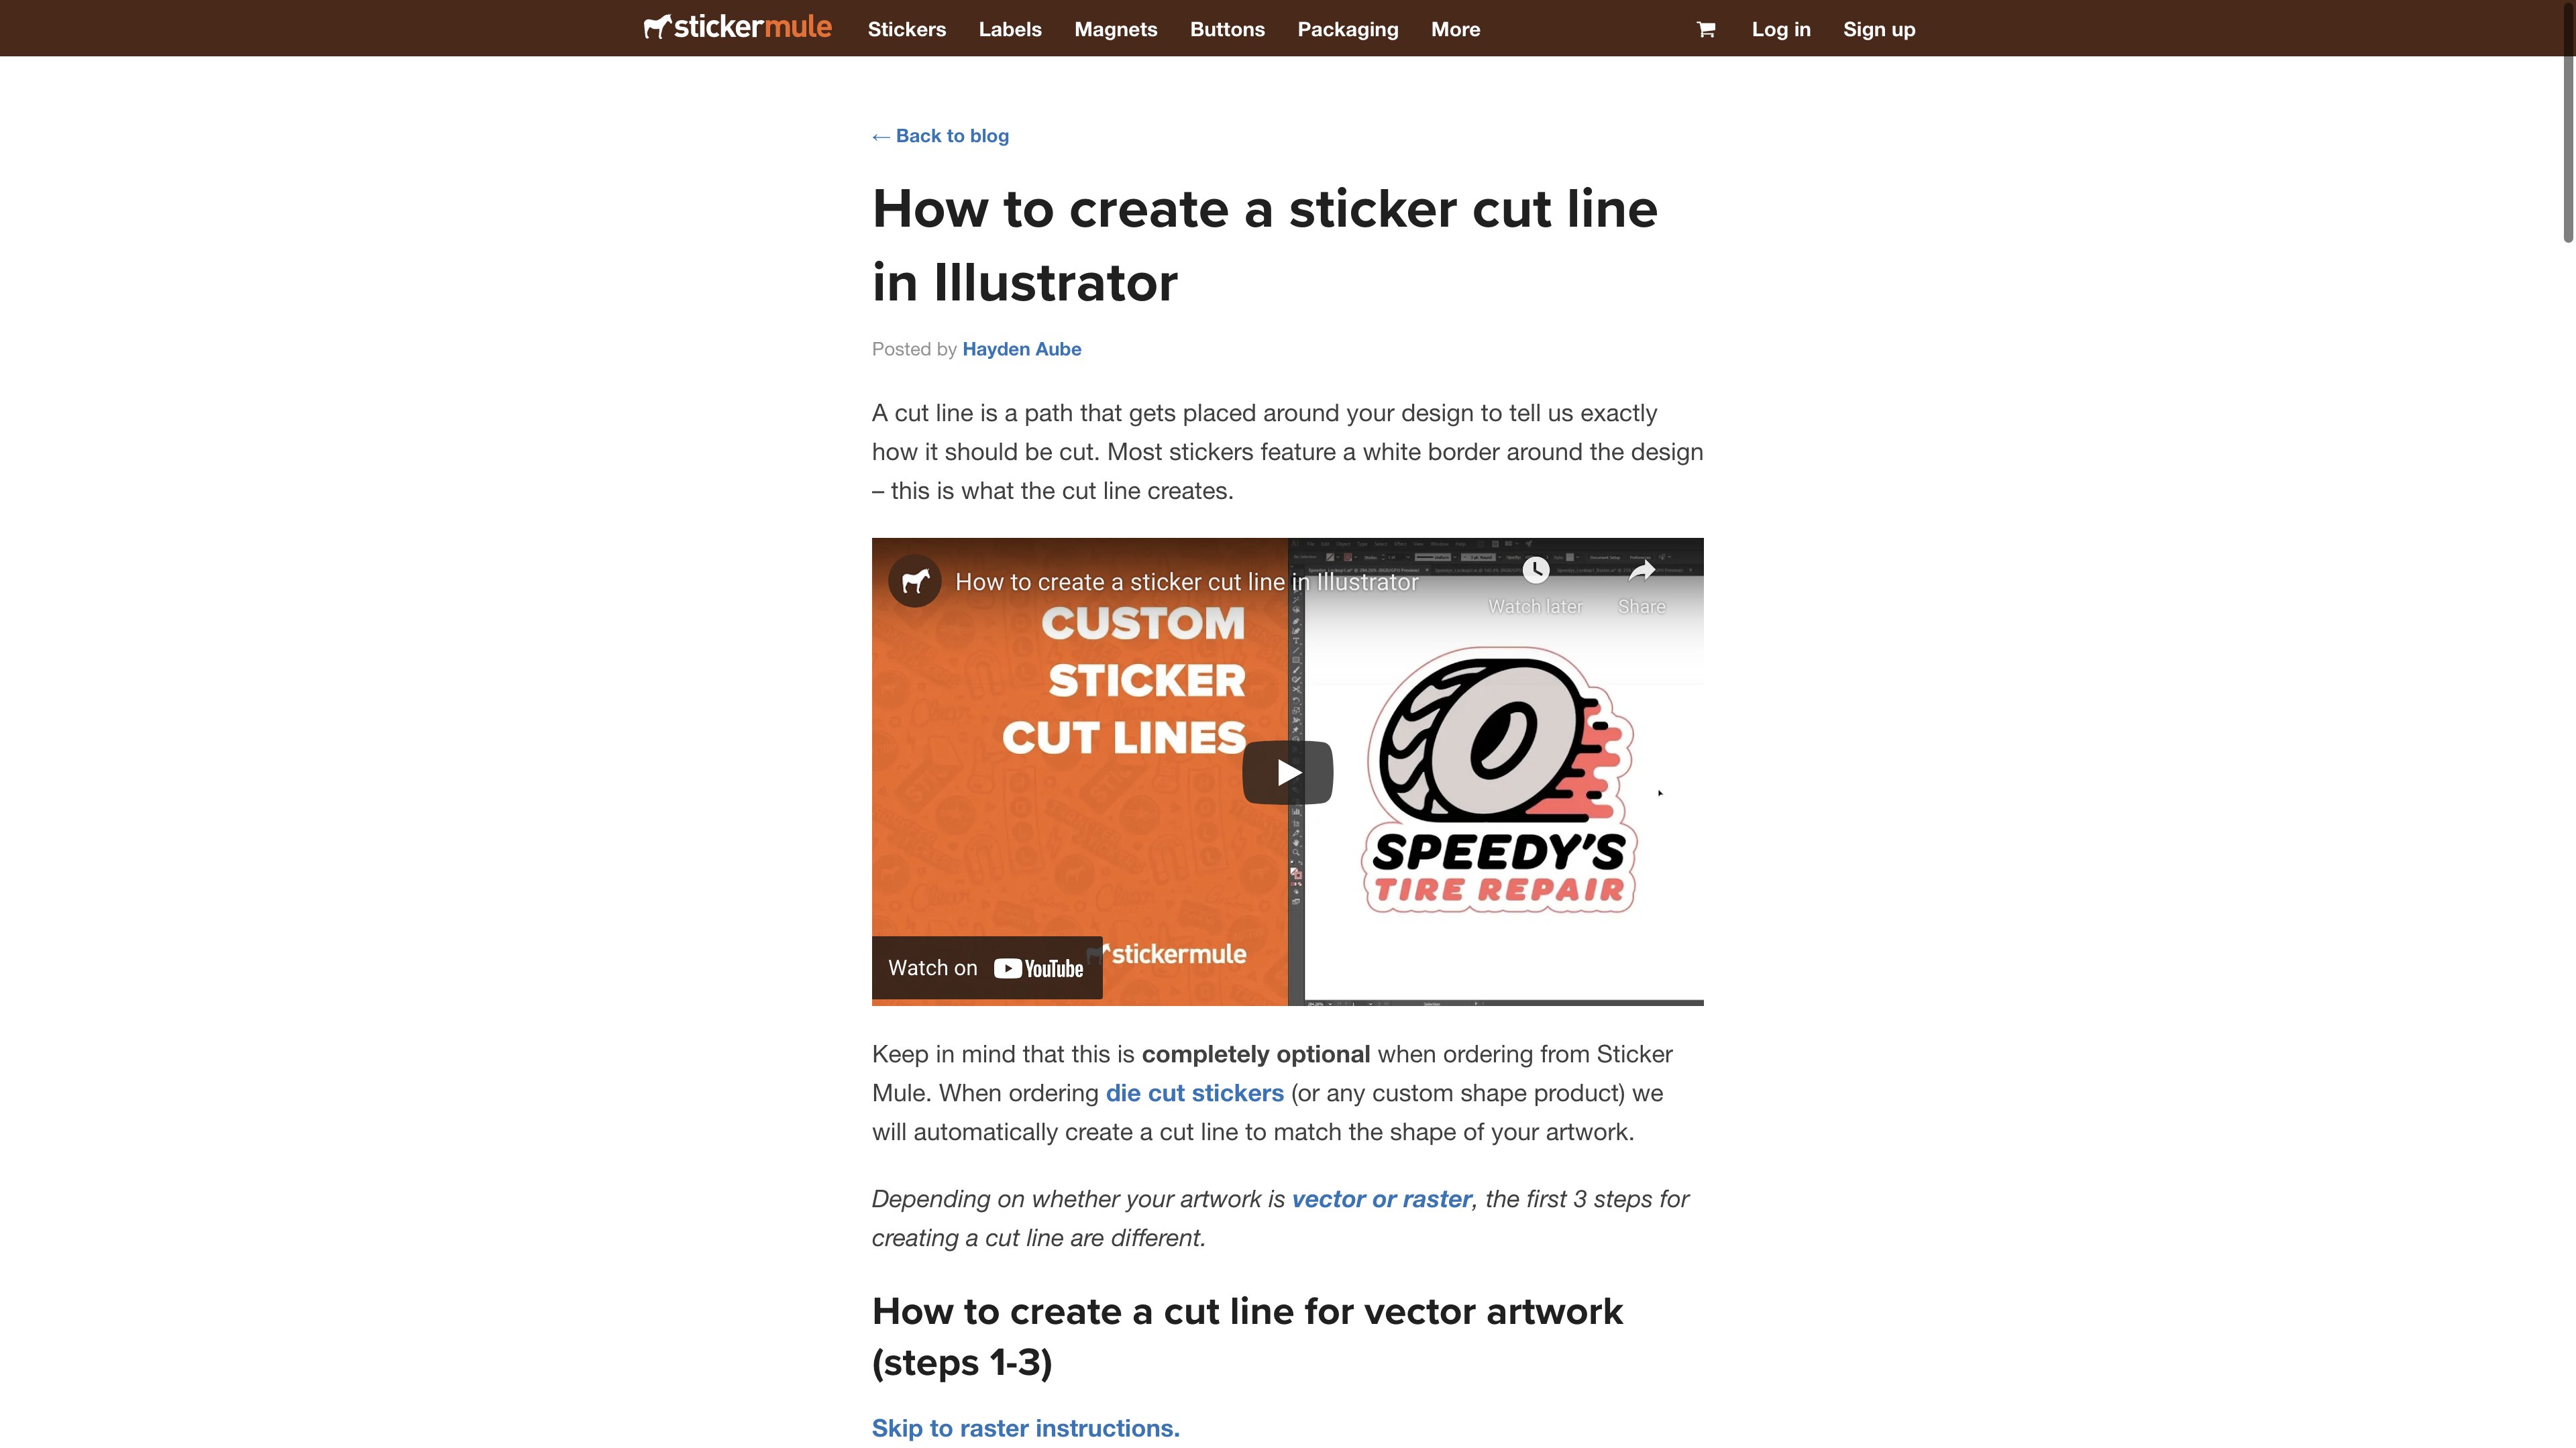 stickermule Stickers Labels Magnets Buttons Packaging More Log in Sign up
← Back to blog
How to create a sticker cut line
in Illustrator
Posted by Hayden Aube
A cut line is a path that gets placed around your design to tell us exactly
how it should be cut. Most stickers feature a white border around the design
– this is what the cut line creates.
How to create a sticker cut line in Illustrator
Watch later Share
CUSTOM
STICKER
CUT LINES
SPEEDY'S
TIRE REPAIR
stickermule
Watch on YouTube
Keep in mind that this is completely optional when ordering from Sticker
Mule. When ordering die cut stickers (or any custom shape product) we
will automatically create a cut line to match the shape of your artwork.
Depending on whether your artwork is vector or raster, the first 3 steps for
creating a cut line are different.
How to create a cut line for vector artwork
(steps 1-3)
Skip to raster instructions.